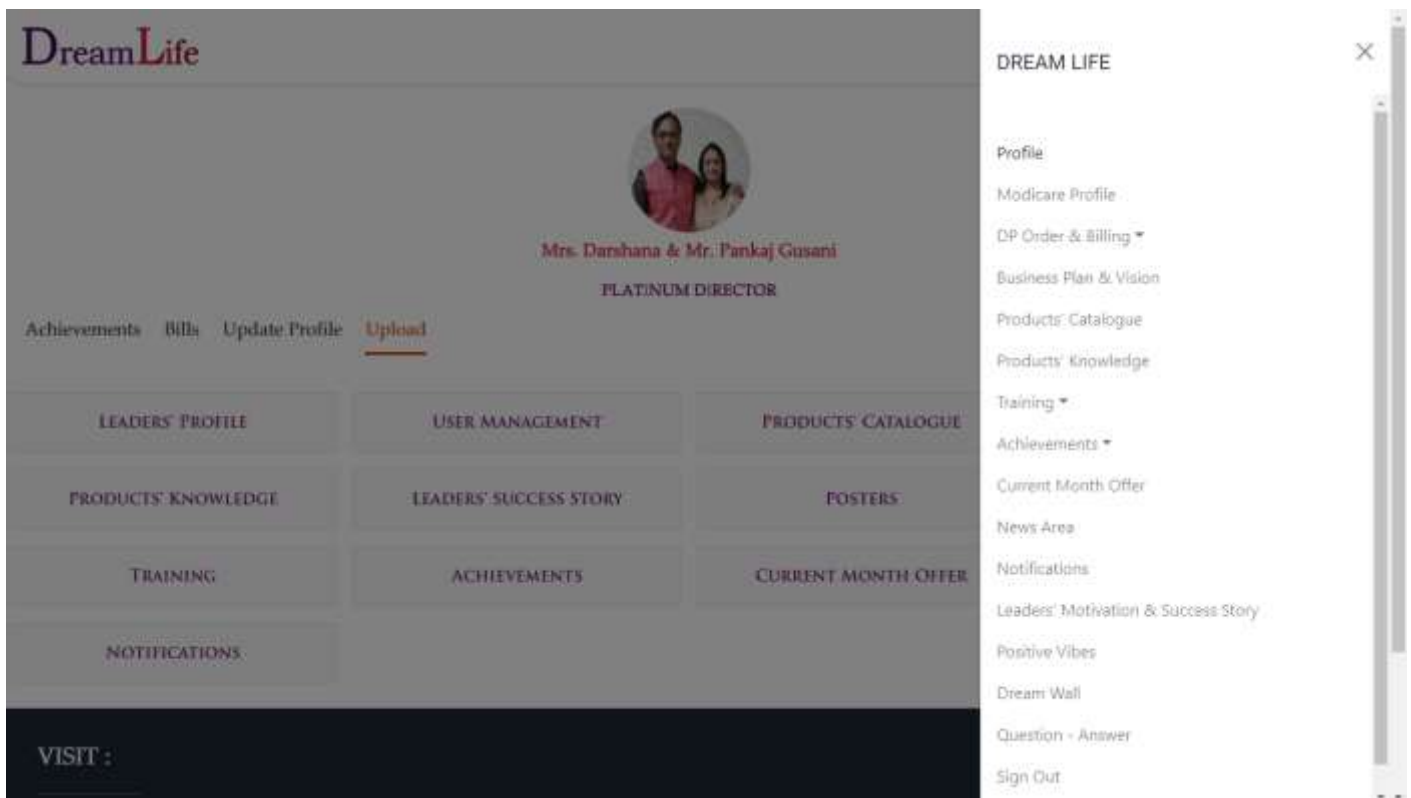 DreamLife
Mrs. Darshana & Mr. Pankaj Gusani
PLATINUM DIRECTOR
Achievements Bills Update Profile Upload
LEADERS' PROFILE USER MANAGEMENT PRODUCTS' CATALOGUE
PRODUCTS' KNOWLEDGE LEADERS' SUCCESS STORY POSTERS
TRAINING ACHIEVEMENTS CURRENT MONTH OFFER
NOTIFICATIONS
VISIT :
DREAM LIFE
Profile
Modicare Profile
DP Order & Billing
Business Plan & Vision
Products' Catalogue
Products' Knowledge
Training
Achievements
Current Month Offer
News Area
Notifications
Leaders' Motivation & Success Story
Positive Vibes
Dream Wall
Question - Answer
Sign Out